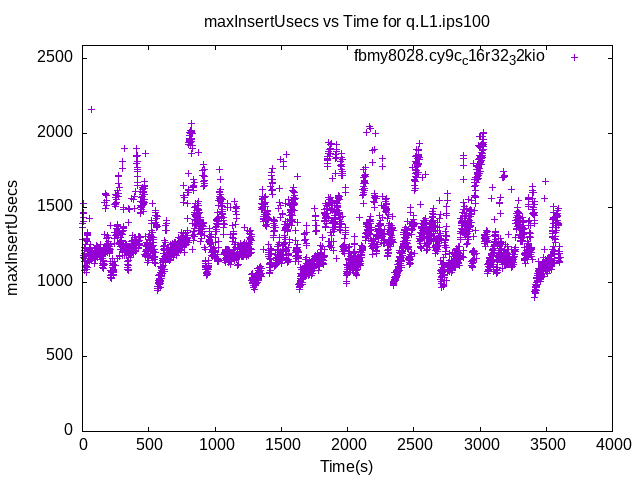 maxInsertUsecs vs Time for q.L1.ips100
fbmy8028.cy9c_c16r32_32kio
2500
2000
1500
1000
500
0
maxInsertUsecs
0 500 1000 1500 2000 2500 3000 3500 4000
Time(s)